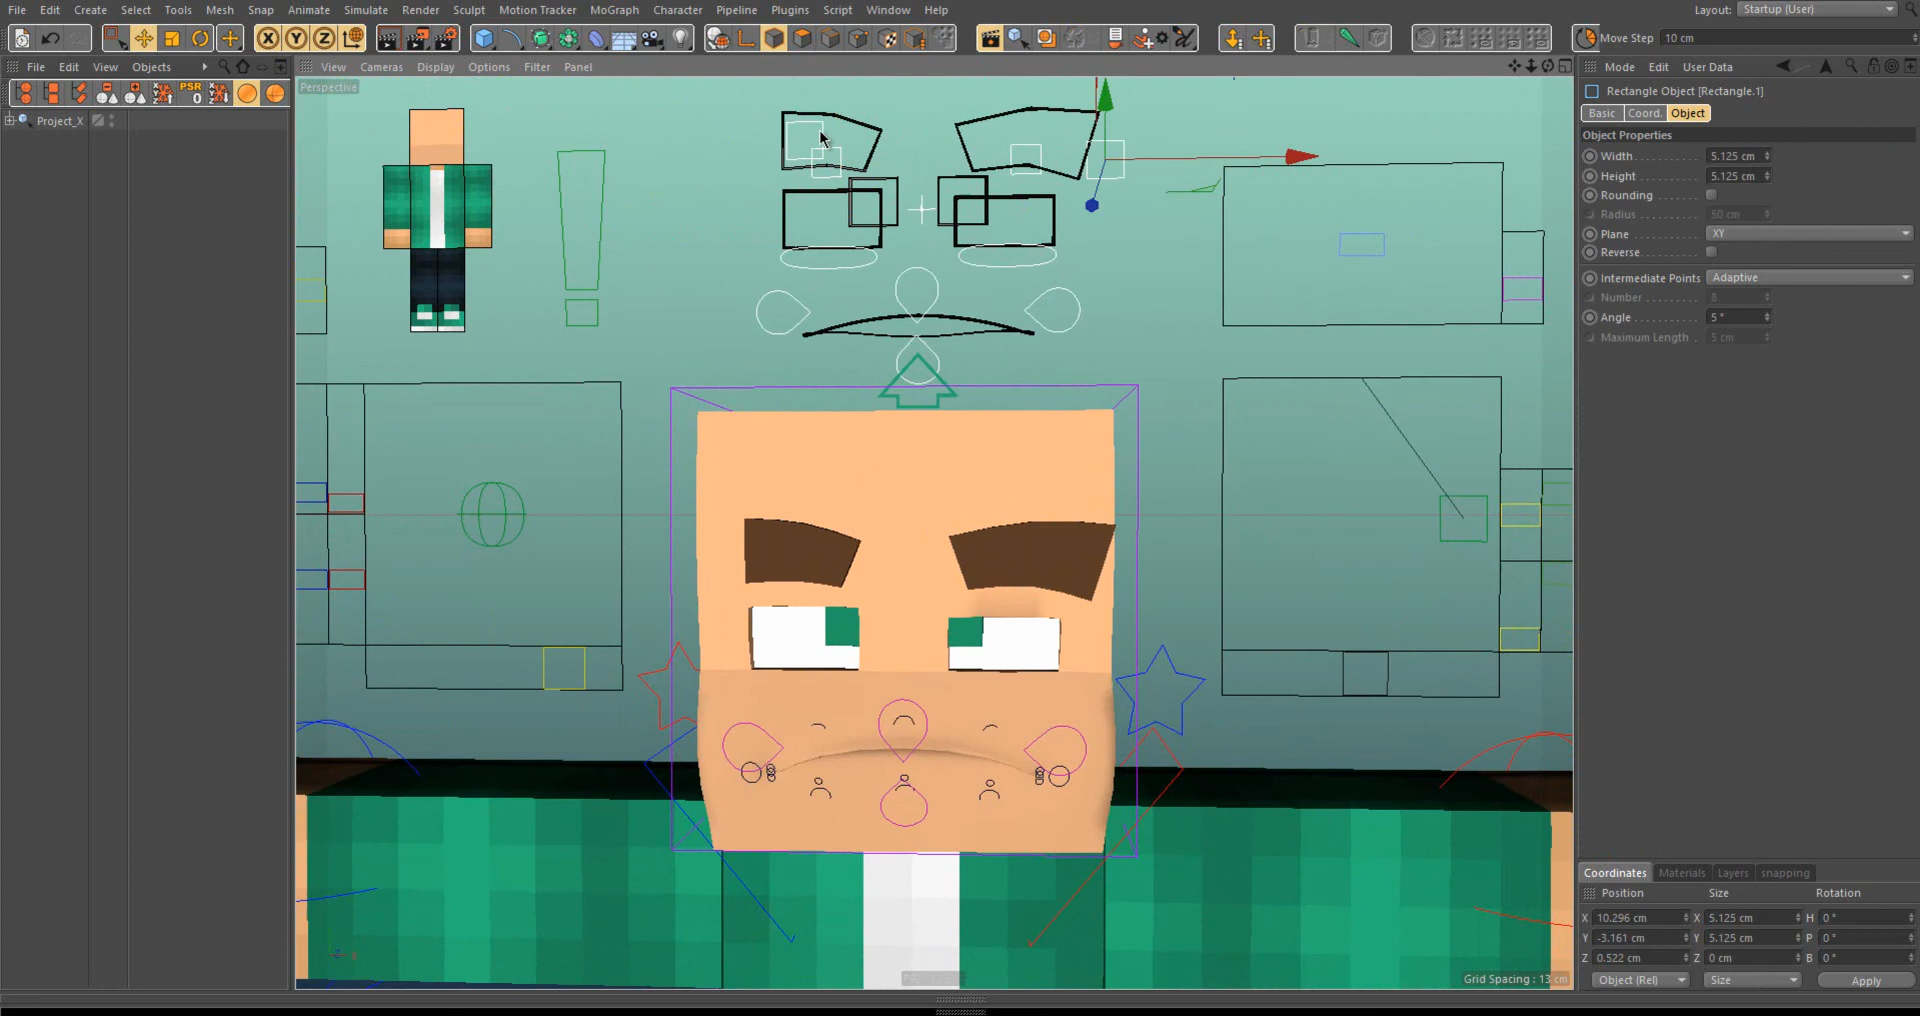 File Edit Create Select Tools Mesh Snap Animate Simulate Render Sculpt Motion Tracker MoGraph Character Pipeline Plugins Script Window Help
Layout: Startup (User)
X Y Z
Move Step 10 cm
File Edit View Objects
View Cameras Display Options Filter Panel
Mode Edit User Data
PSR
0
Perspective
Rectangle Object [Rectangle.1]
Basic Coord. Object
Project_X
Object Properties
Width 5.125 cm
Height 5.125 cm
Rounding
Radius 50 cm
Plane XY
Reverse
Intermediate Points Adaptive
Number 8
Angle 5 °
Maximum Length 5 cm
Coordinates Materials Layers snapping
Position Size Rotation
X 10.296 cm X 5.125 cm H 0 °
Y -3.161 cm Y 5.125 cm P 0 °
Z 0.522 cm Z 0 cm B 0 °
Object (Rel) Size Apply
Grid Spacing : 13 cm